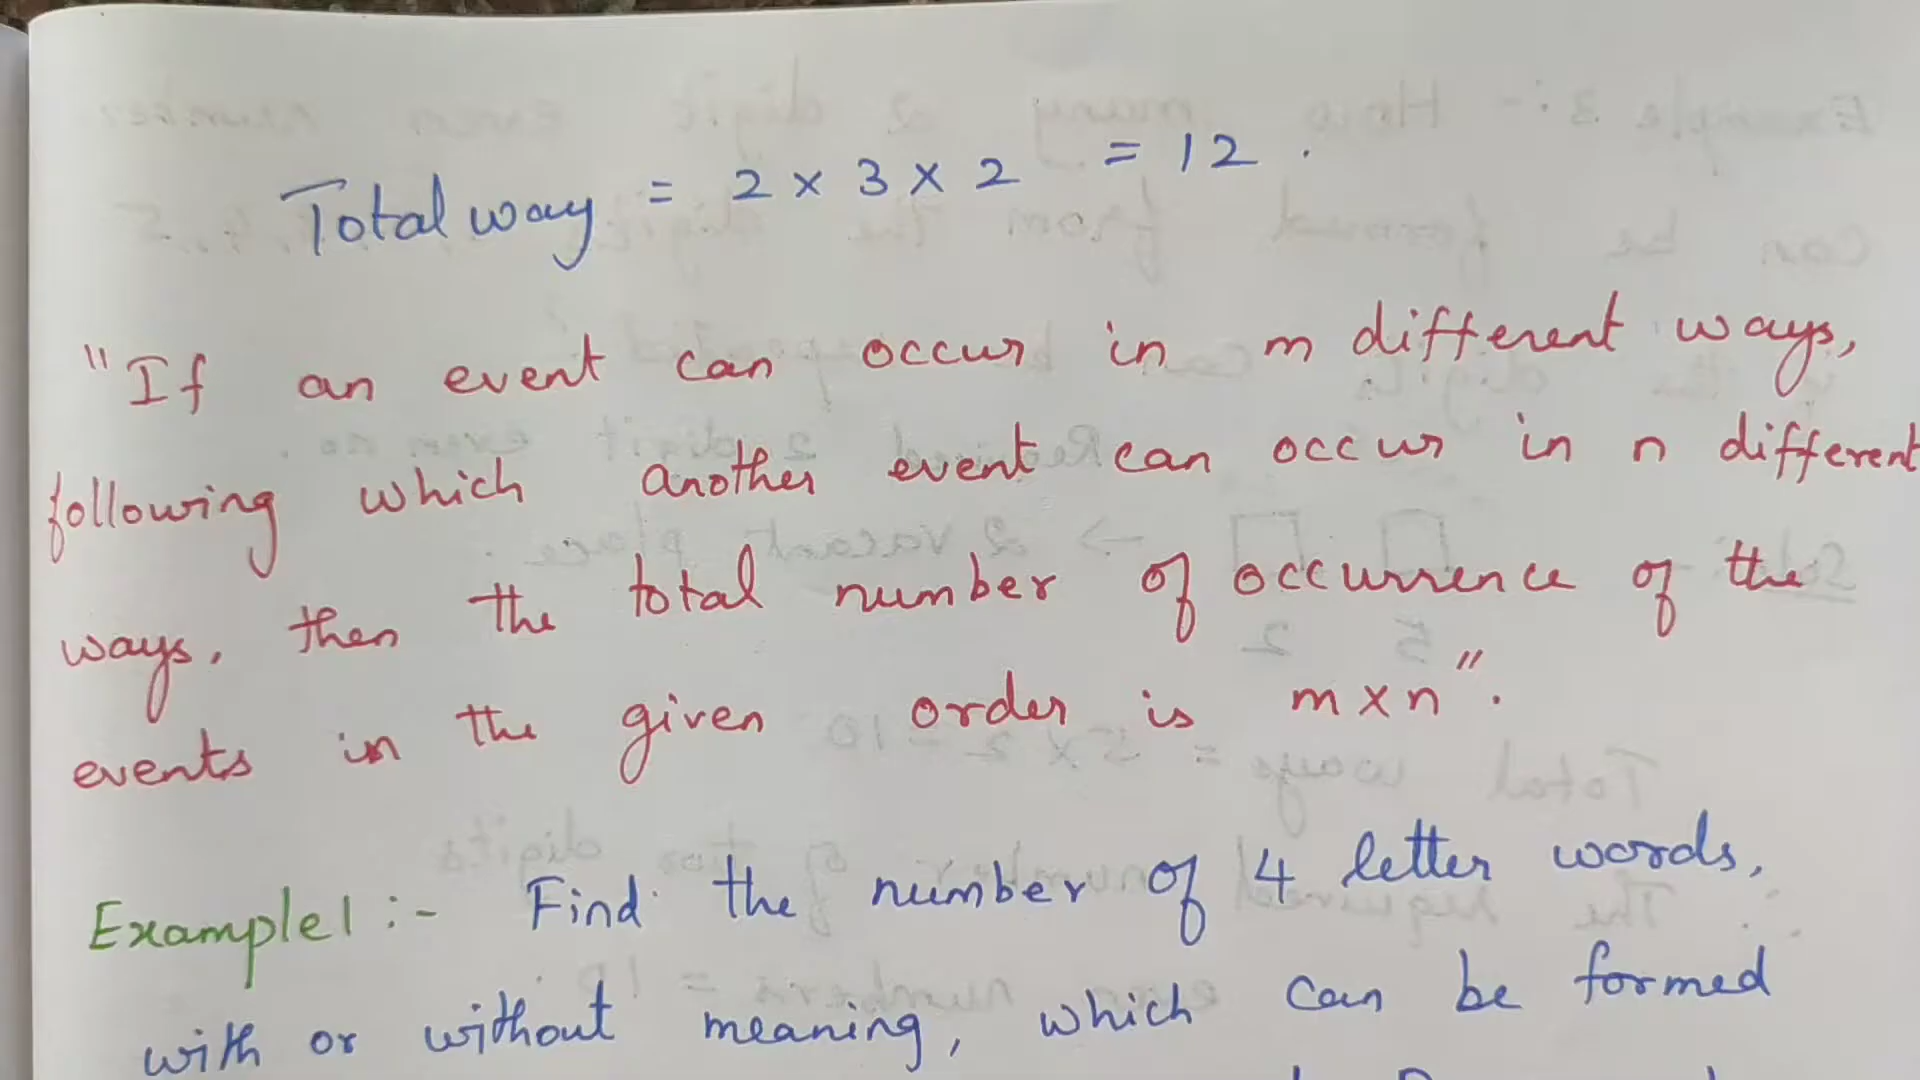 Total way = 2 × 3 × 2 = 12 .
"If an event can occur in m different ways,
following which another event can occur in n different
ways, then the total number of occurrence of the
events in the given order is m × n".
Example1 :- Find the number of 4 letter words,
with or without meaning, which can be formed